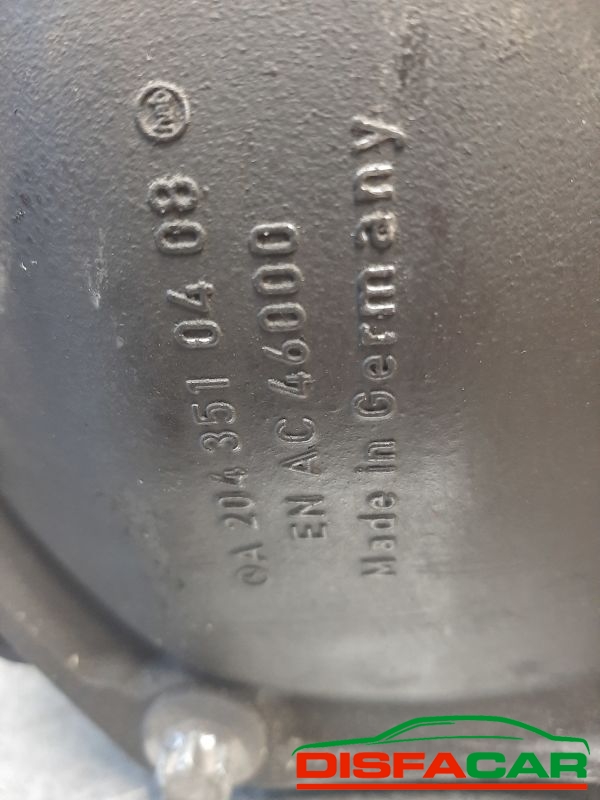 A 204 351 04 08
EN AC 46000
Made in Germany
DISFACAR